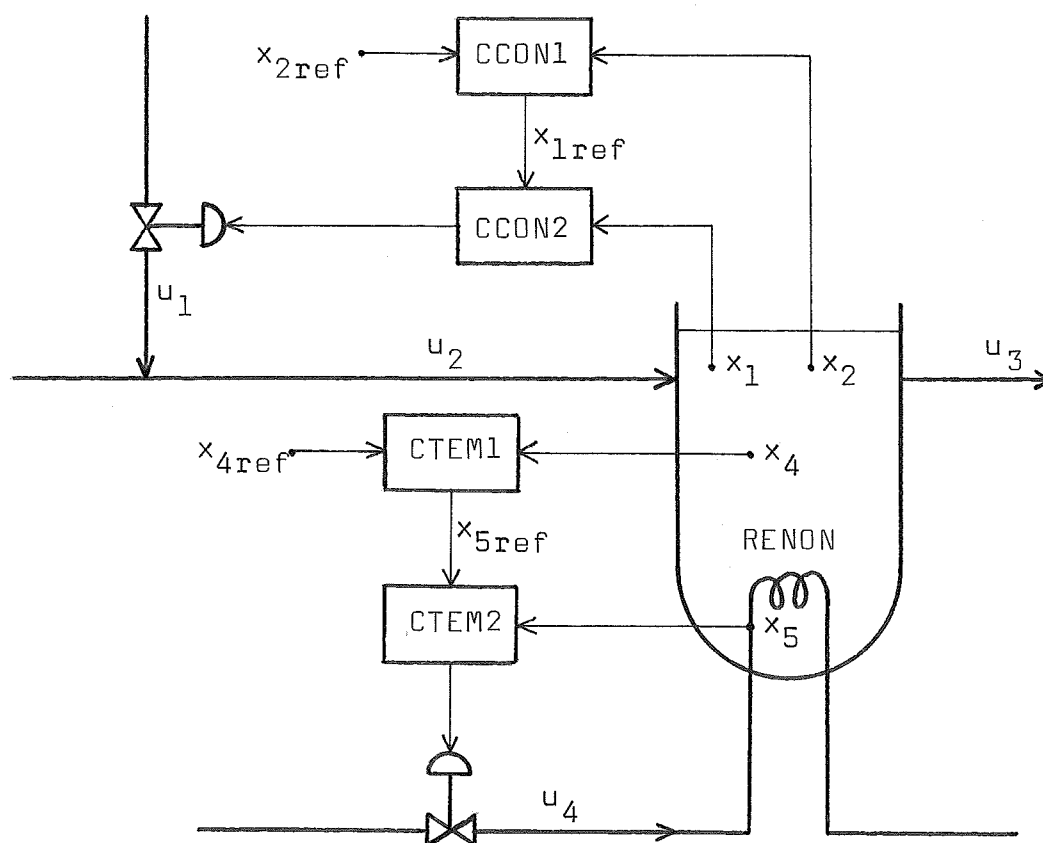 x2ref
CCON1
x1ref
CCON2
u1
u2
u3
x1
x2
x4ref
CTEM1
x4
x5ref
RENON
CTEM2
x5
u4